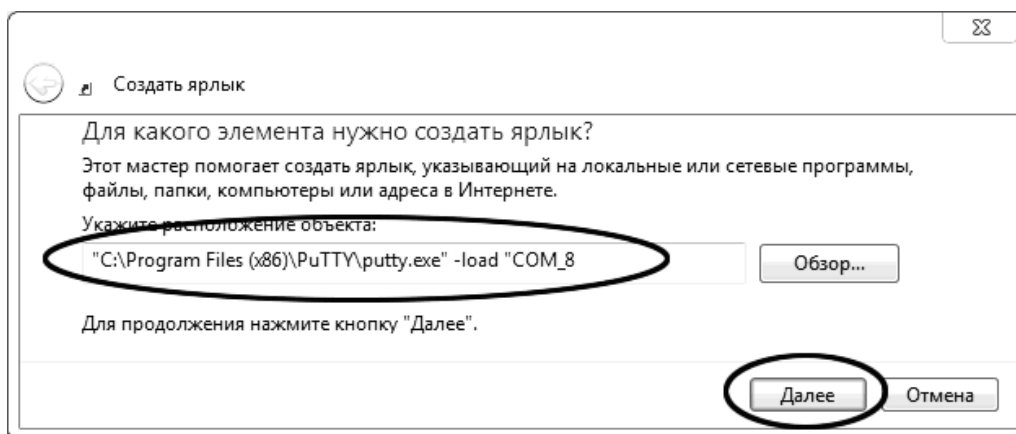 Создать ярлык
Для какого элемента нужно создать ярлык?
Этот мастер помогает создать ярлык, указывающий на локальные или сетевые программы,
файлы, папки, компьютеры или адреса в Интернете.
Укажите расположение объекта:
"C:\Program Files (x86)\PuTTY\putty.exe" -load "COM_8
Обзор...
Для продолжения нажмите кнопку "Далее".
Далее
Отмена